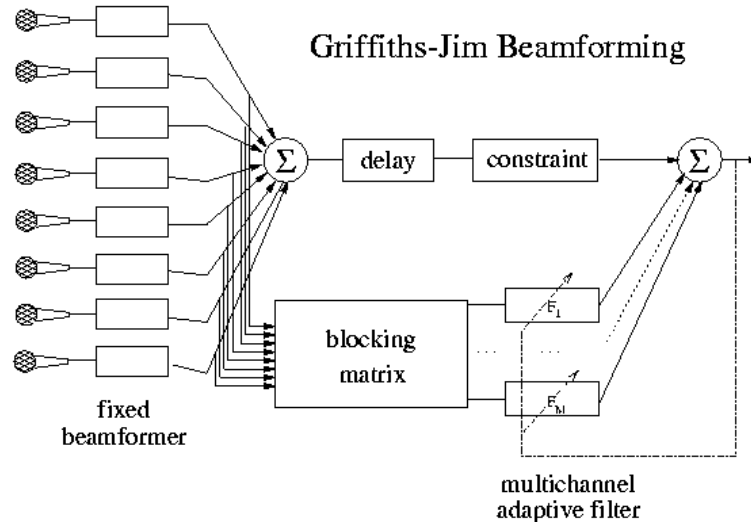 Griffiths-Jim Beamforming
Σ
delay
constraint
Σ
F1
blocking
matrix
...
...
FM
fixed
beamformer
multichannel
adaptive filter